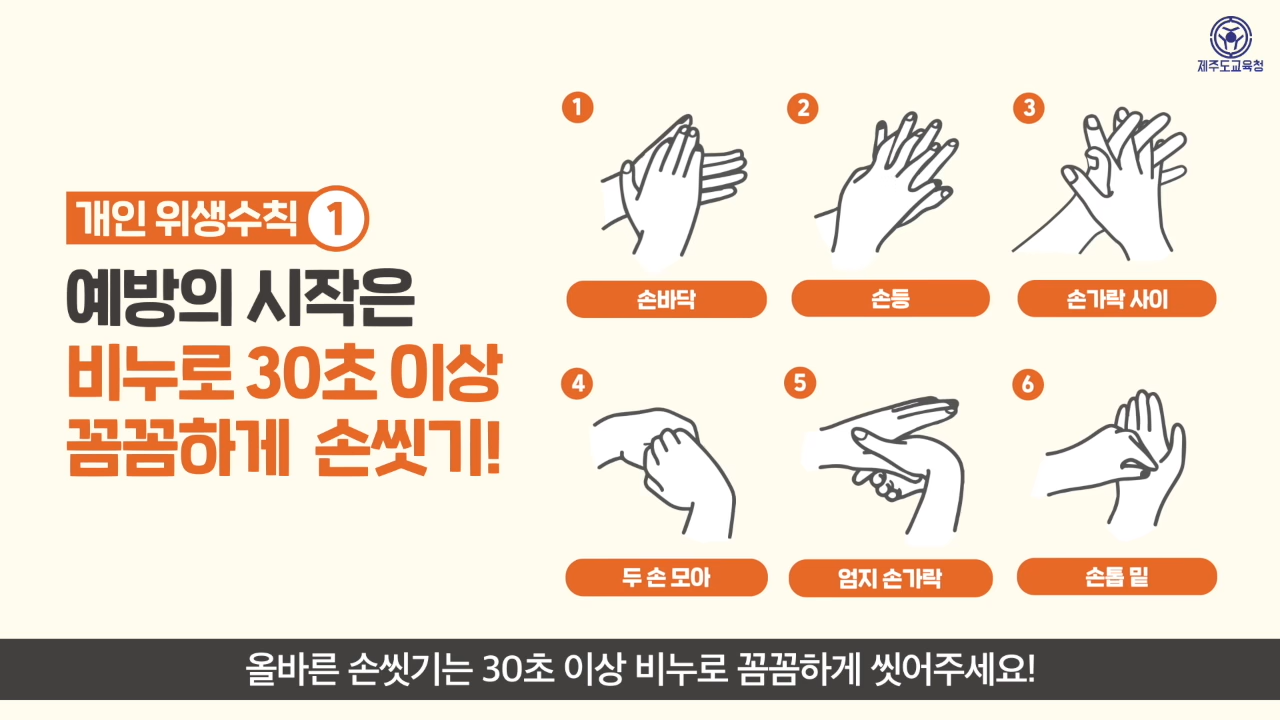 제주도교육청
개인 위생수칙 1
예방의 시작은
비누로 30초 이상
꼼꼼하게 손씻기!
1
손바닥
2
손등
3
손가락 사이
4
두 손 모아
5
엄지 손가락
6
손톱 밑
올바른 손씻기는 30초 이상 비누로 꼼꼼하게 씻어주세요!